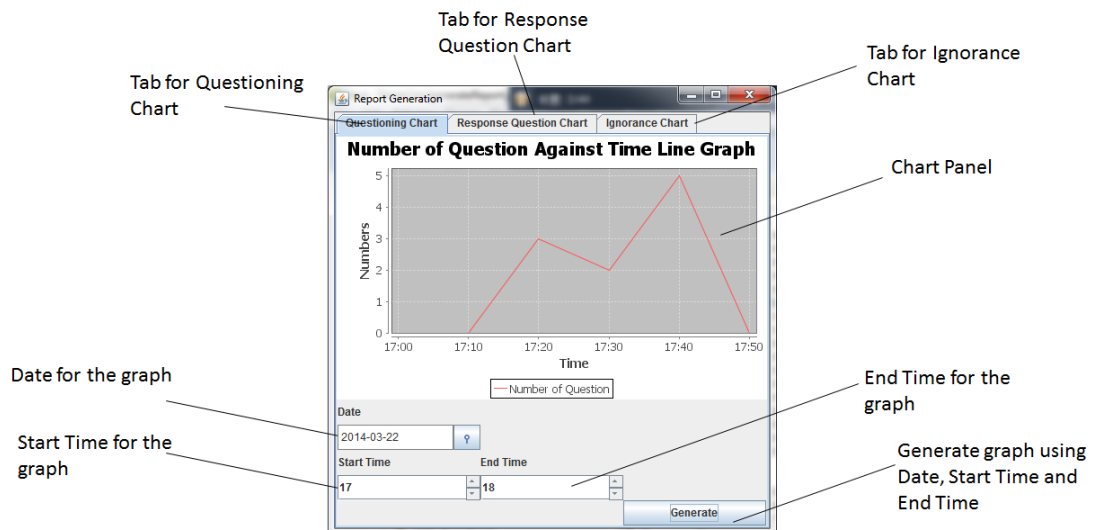 Tab for Response
Question Chart
Tab for Questioning
Chart
Tab for Ignorance
Chart
Report Generation
Questioning Chart
Response Question Chart
Ignorance Chart
Number of Question Against Time Line Graph
Chart Panel
Numbers
5
4
3
2
1
0
17:00
17:10
17:20
17:30
17:40
17:50
Time
Number of Question
Date for the graph
End Time for the
graph
Date
2014-03-22
Start Time for the
graph
Start Time
End Time
17
18
Generate
Generate graph using
Date, Start Time and
End Time